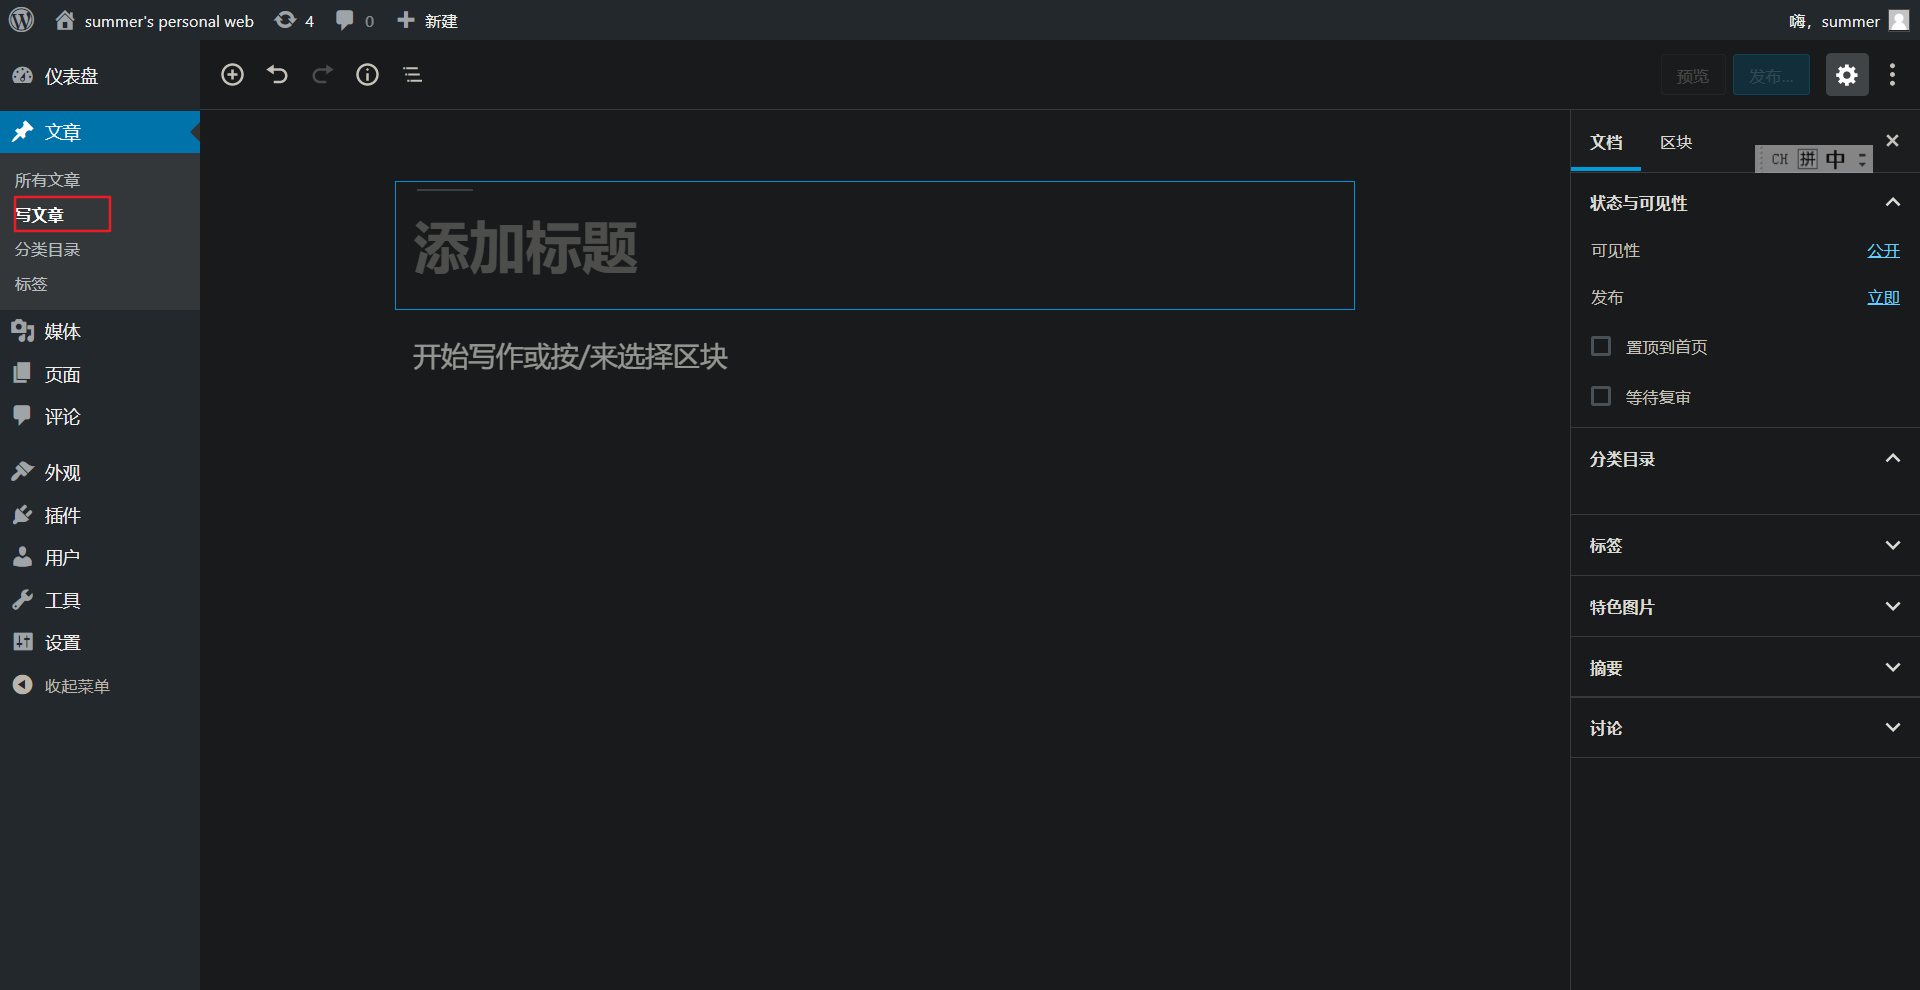 summer's personal web 4 0 新建 嗨，summer
仪表盘
文章
所有文章
写文章
分类目录
标签
媒体
页面
评论
外观
插件
用户
工具
设置
收起菜单
预览 发布...
添加标题
开始写作或按/来选择区块
文档 区块
CH 拼 中
状态与可见性
可见性 公开
发布 立即
置顶到首页
等待复审
分类目录
标签
特色图片
摘要
讨论